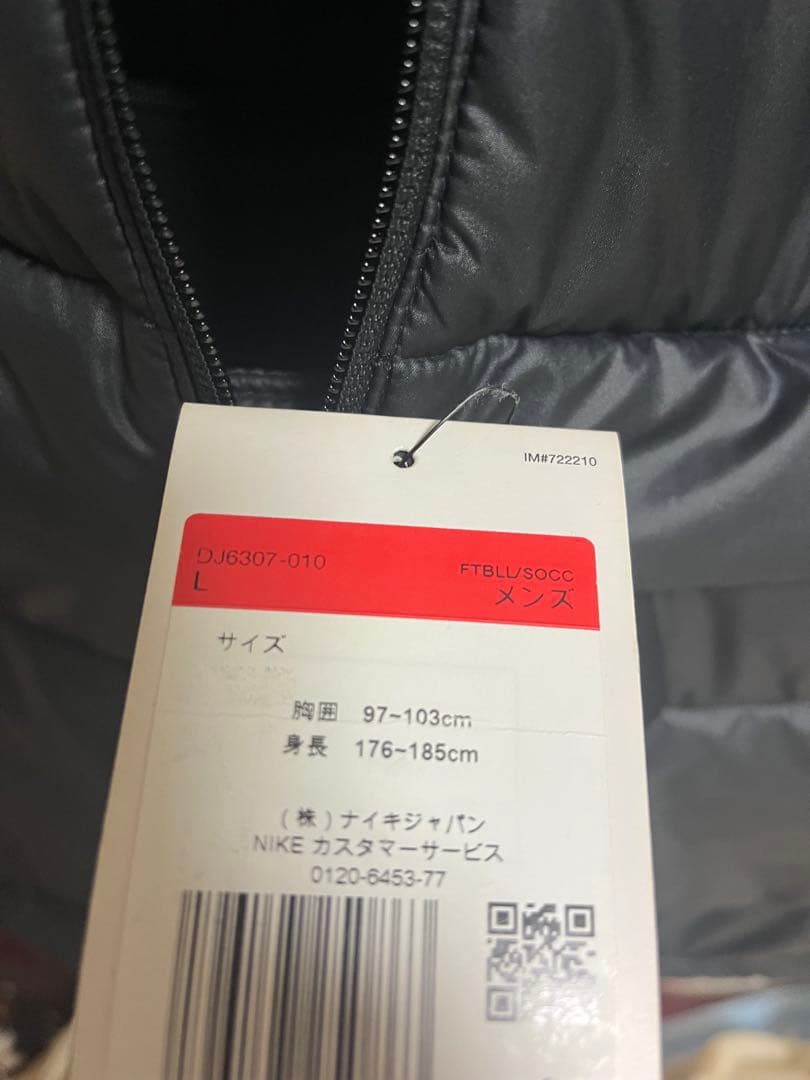 IM#722210
DJ6307-010
FTBLL/SOCC
L
メンズ
サイズ
胸囲 97~103cm
身長 176~185cm
(株)ナイキジャパン
NIKE カスタマーサービス
0120-6453-77